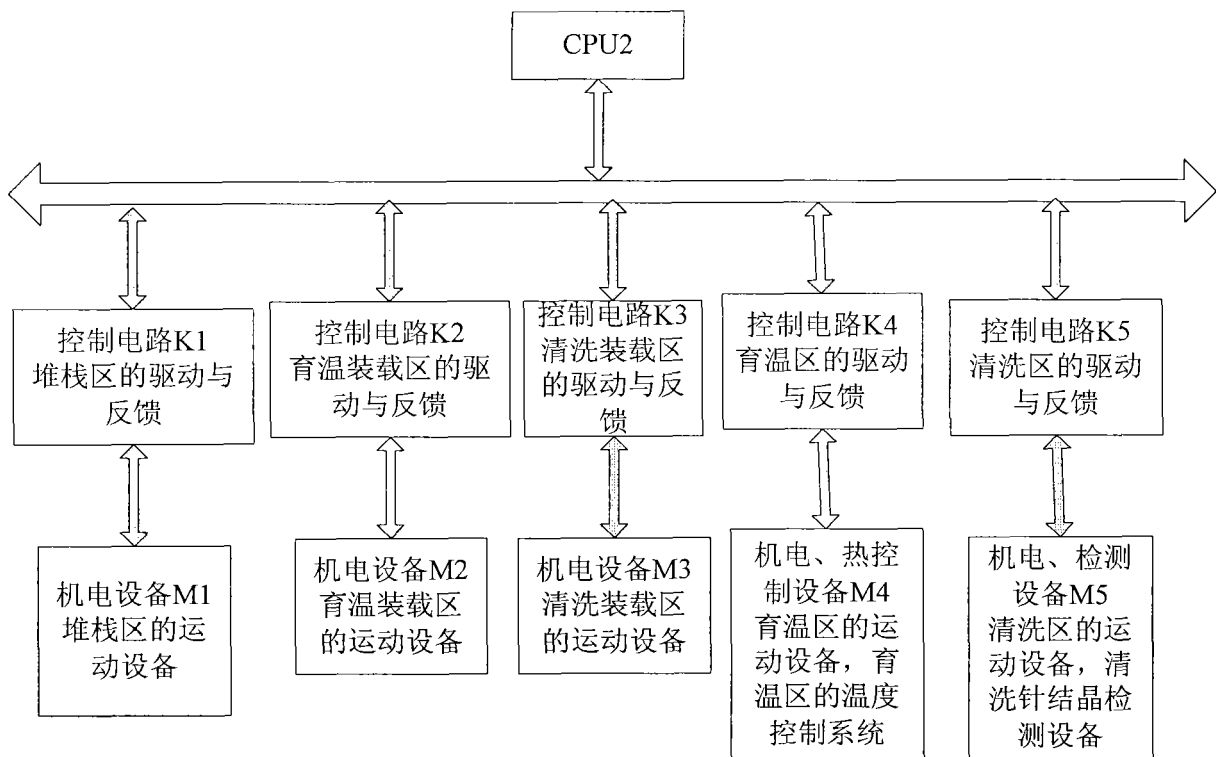 CPU2
控制电路K1
堆栈区的驱动与
反馈
控制电路K2
育温装载区的驱
动与反馈
控制电路K3
清洗装载区
的驱动与反
馈
控制电路K4
育温区的驱动
与反馈
控制电路K5
清洗区的驱动
与反馈
机电设备M1
堆栈区的运
动设备
机电设备M2
育温装载区
的运动设备
机电设备M3
清洗装载区
的运动设备
机电、热控
制设备M4
育温区的运
动设备，育
温区的温度
控制系统
机电、检测
设备M5
清洗区的运
动设备，清
洗针结晶检
测设备